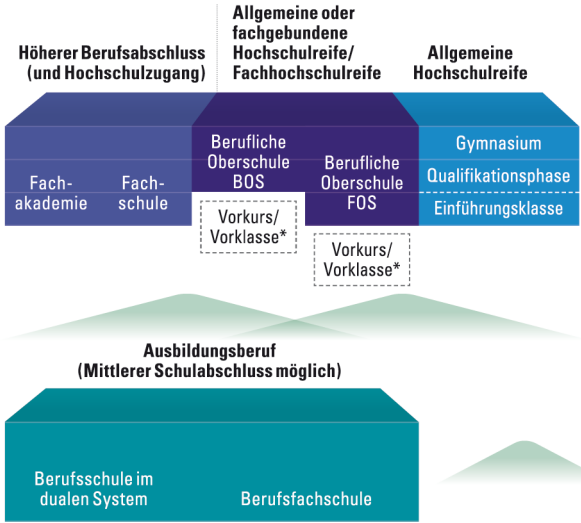 Höherer Berufsabschluss
(und Hochschulzugang)
Allgemeine oder
fachgebundene
Hochschulreife/
Fachhochschulreife
Allgemeine
Hochschulreife
Fach-
akademie
Fach-
schule
Berufliche
Oberschule
BOS
Vorkurs/
Vorklasse*
Berufliche
Oberschule
FOS
Vorkurs/
Vorklasse*
Gymnasium
Qualifikationsphase
Einführungsklasse
Ausbildungsberuf
(Mittlerer Schulabschluss möglich)
Berufsschule im
dualen System
Berufsfachschule